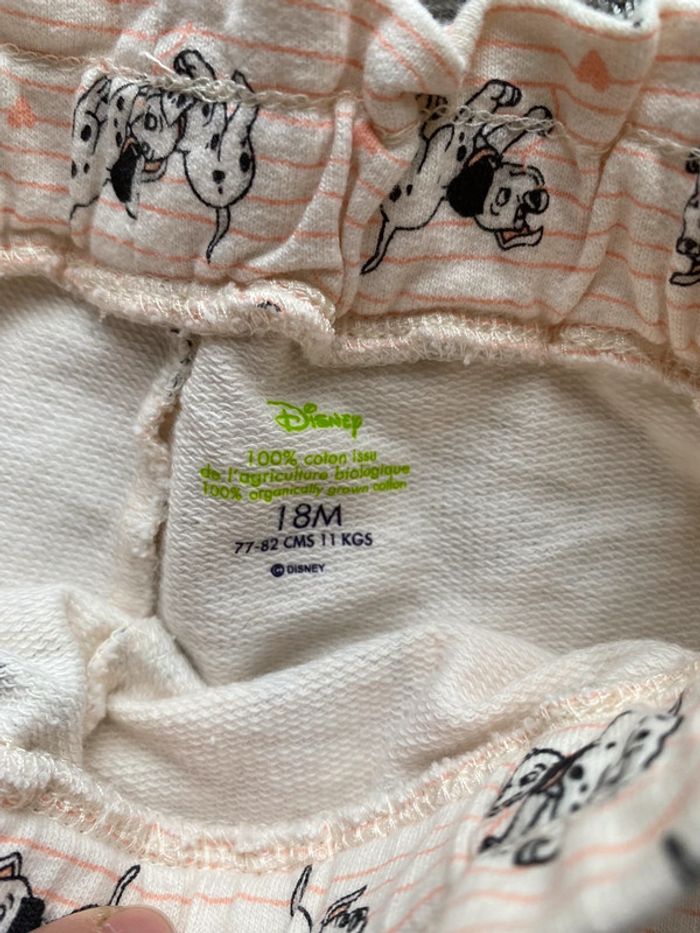 Disney
100% coton issu
de l'agriculture biologique
100% organically grown cotton
18M
77-82 CMS 11 KGS
© DISNEY